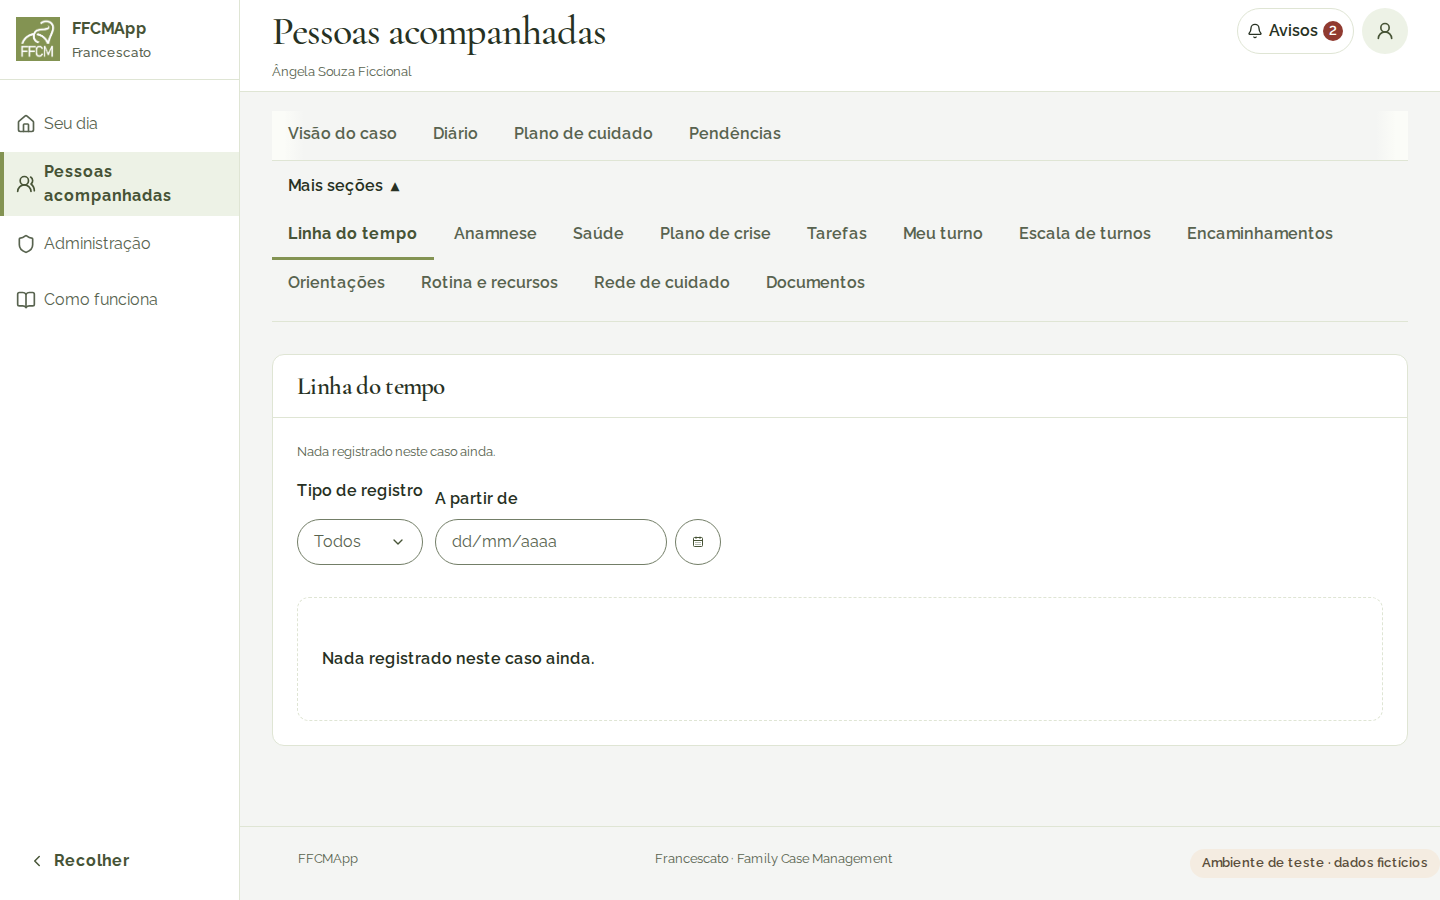 FFCM
FFCMApp
Francescato
Seu dia
Pessoas
acompanhadas
Administração
Como funciona
Recolher
Pessoas acompanhadas
Ângela Souza Ficcional
Avisos 2
Visão do caso Diário Plano de cuidado Pendências
Mais seções ▲
Linha do tempo Anamnese Saúde Plano de crise Tarefas Meu turno Escala de turnos Encaminhamentos
Orientações Rotina e recursos Rede de cuidado Documentos
Linha do tempo
Nada registrado neste caso ainda.
Tipo de registro A partir de
Todos dd/mm/aaaa
Nada registrado neste caso ainda.
FFCMApp Francescato · Family Case Management Ambiente de teste · dados fictícios